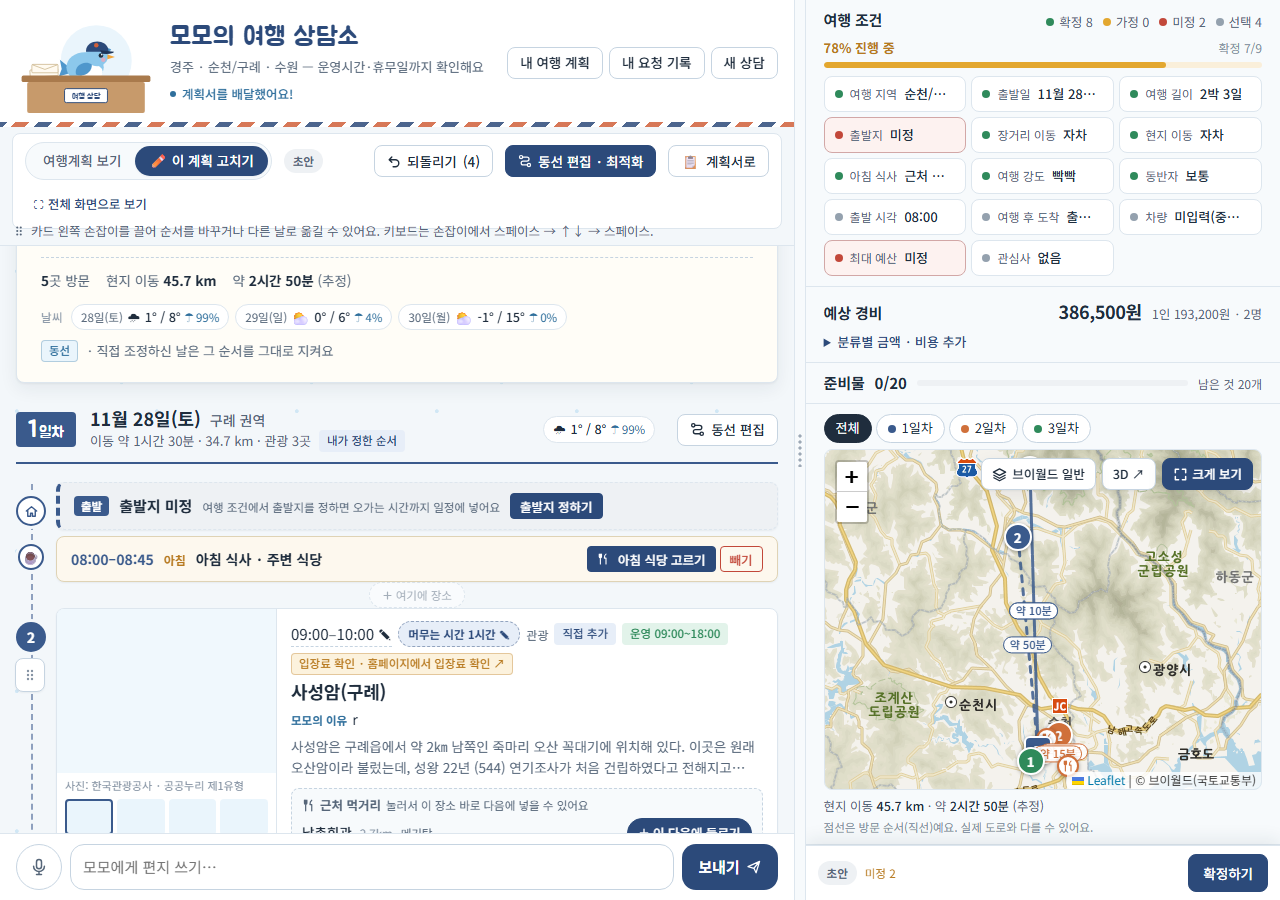 모모의 여행 상담소
경주 · 순천/구례 · 수원 — 운영시간·휴무일까지 확인해요
계획서를 배달했어요!
여행 상담
내 여행 계획
내 요청 기록
새 상담
여행계획 보기
이 계획 고치기
초안
되돌리기 (4)
동선 편집 · 최적화
계획서로
전체 화면으로 보기
카드 왼쪽 손잡이를 끌어 순서를 바꾸거나 다른 날로 옮길 수 있어요. 키보드는 손잡이에서 스페이스 → ↑↓ → 스페이스.
5곳 방문 현지 이동 45.7 km 약 2시간 50분 (추정)
날씨 28일(토) 1° / 8° 99% 29일(일) 0° / 6° 4% 30일(월) -1° / 15° 0%
동선 · 직접 조정하신 날은 그 순서를 그대로 지켜요
1일차
11월 28일(토) 구례 권역
이동 약 1시간 30분 · 34.7 km · 관광 3곳 내가 정한 순서
1° / 8° 99%
동선 편집
출발 출발지 미정 여행 조건에서 출발지를 정하면 오가는 시간까지 일정에 넣어요 출발지 정하기
08:00–08:45 아침 아침 식사 · 주변 식당 아침 식당 고르기 빼기
+ 여기에 장소
2
09:00–10:00 머무는 시간 1시간 관광 직접 추가 운영 09:00~18:00
입장료 확인 · 홈페이지에서 입장료 확인 ↗
사성암(구례)
모모의 이유 r
사성암은 구례읍에서 약 2㎞ 남쪽인 죽마리 오산 꼭대기에 위치해 있다. 이곳은 원래
오산암이라 불렀는데, 성왕 22년 (544) 연기조사가 처음 건립하였다고 전해지고…
사진: 한국관광공사 · 공공누리 제1유형
근처 먹거리 눌러서 이 장소 바로 다음에 넣을 수 있어요
모모에게 편지 쓰기…
보내기
여행 조건
확정 8 가정 0 미정 2 선택 4
78% 진행 중
확정 7/9
여행 지역 순천/…
출발일 11월 28…
여행 길이 2박 3일
출발지 미정
장거리 이동 자차
현지 이동 자차
아침 식사 근처 …
여행 강도 빡빡
동반자 보통
출발 시각 08:00
여행 후 도착 출…
차량 미입력(중…
최대 예산 미정
관심사 없음
예상 경비
386,500원 1인 193,200원 · 2명
▶ 분류별 금액 · 비용 추가
준비물 0/20
남은 것 20개
전체 1일차 2일차 3일차
+
−
27
브이월드 일반
3D ↗
크게 보기
군
2
고소성
군립공원
하동군
약 10분
약 50분
광양시
조계산
도립공원
순천시
JC
남해고속도로
2
약 15분
1
금호도
Leaflet | © 브이월드(국토교통부)
현지 이동 45.7 km · 약 2시간 50분 (추정)
점선은 방문 순서(직선)예요. 실제 도로와 다를 수 있어요.
초안 미정 2
확정하기